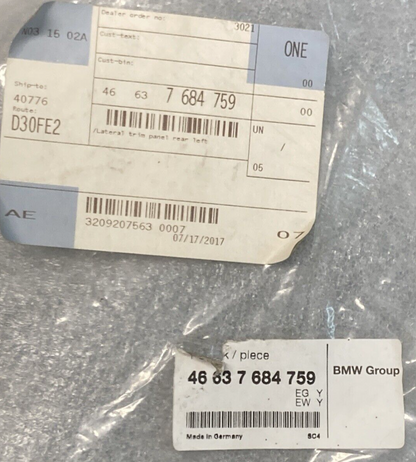 Dealer order no:
3021
A03 15 02A
Cust-text:
ONE
Cust-bin:
00
Ship-to:
40776
46 63 7 684 759
00
Route:
D30FE2
/Lateral trim panel rear left
UN
/
05
AE
3209207563 0007
07/17/2017
07
k / piece
46 63 7 684 759
BMW Group
EG Y
EW Y
Made in Germany
SC4